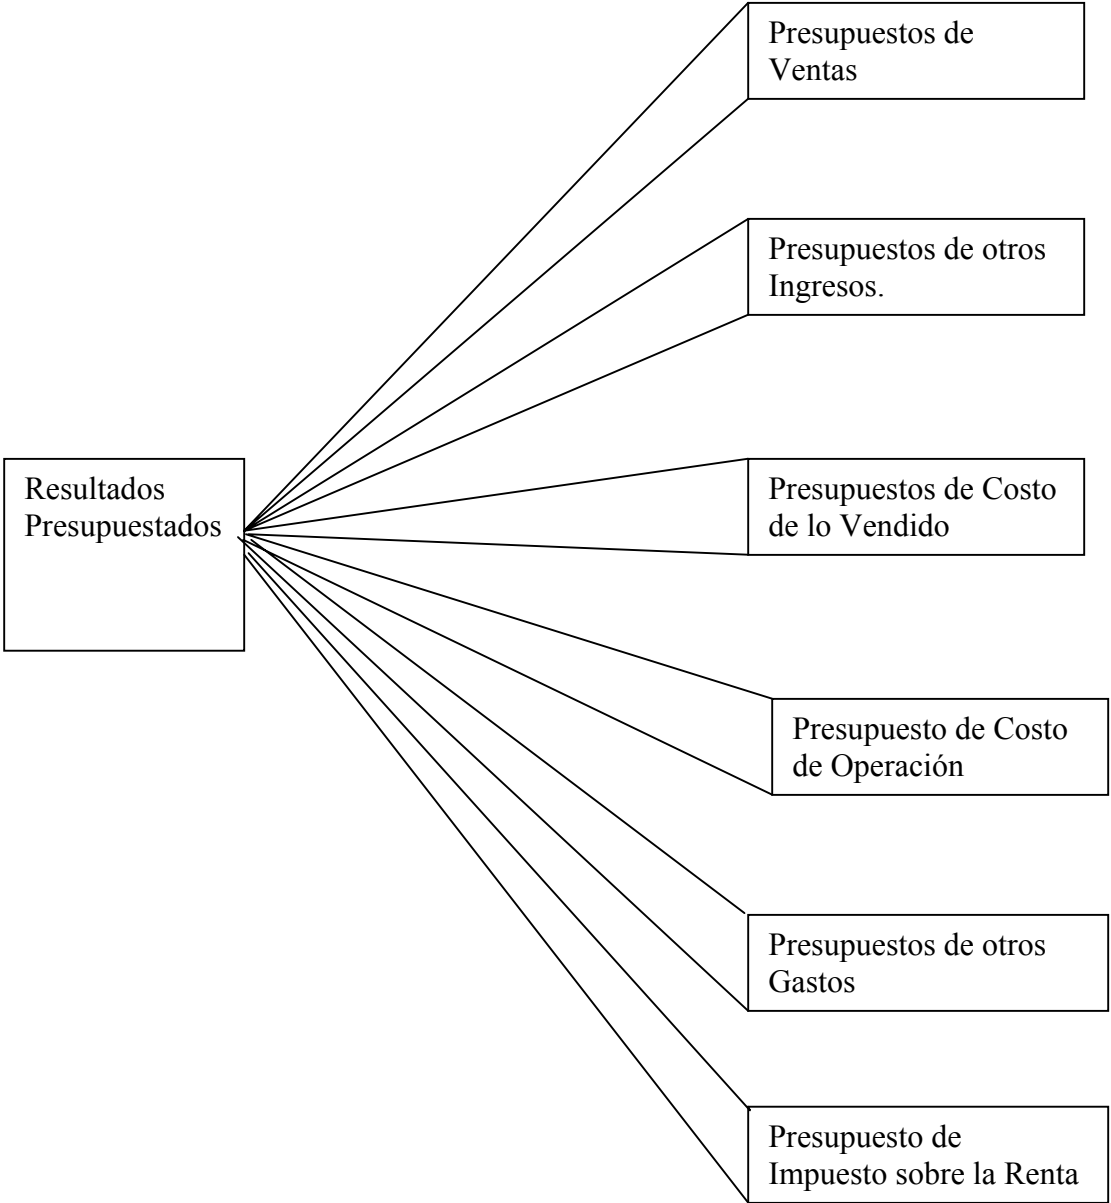 Presupuestos de
Ventas
Presupuestos de otros
Ingresos.
Resultados
Presupuestados
Presupuestos de Costo
de lo Vendido
Presupuesto de Costo
de Operación
Presupuestos de otros
Gastos
Presupuesto de
Impuesto sobre la Renta